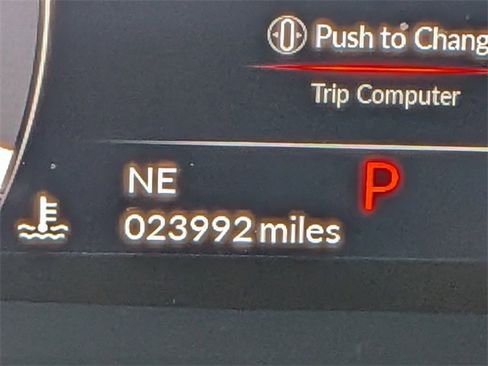 Push to Chang
Trip Computer
NE
P
023992 miles